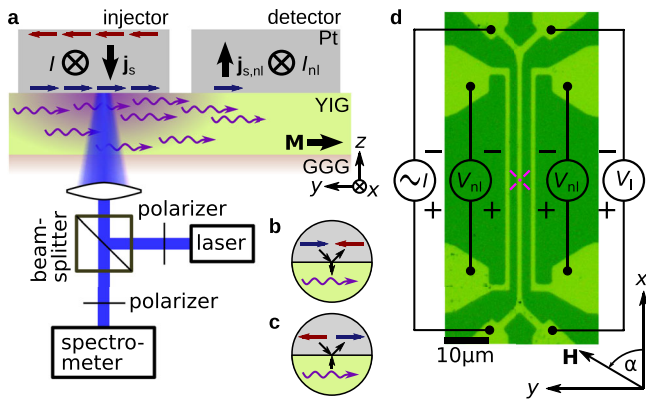 a
injector
detector
Pt
I
js
js,nl
Inl
YIG
M
z
GGG
y
x
polarizer
beam-
splitter
laser
polarizer
spectro-
meter
b
c
d
− − − −
~I
Vnl
Vnl
VI
+ + + +
10µm
x
H
α
y